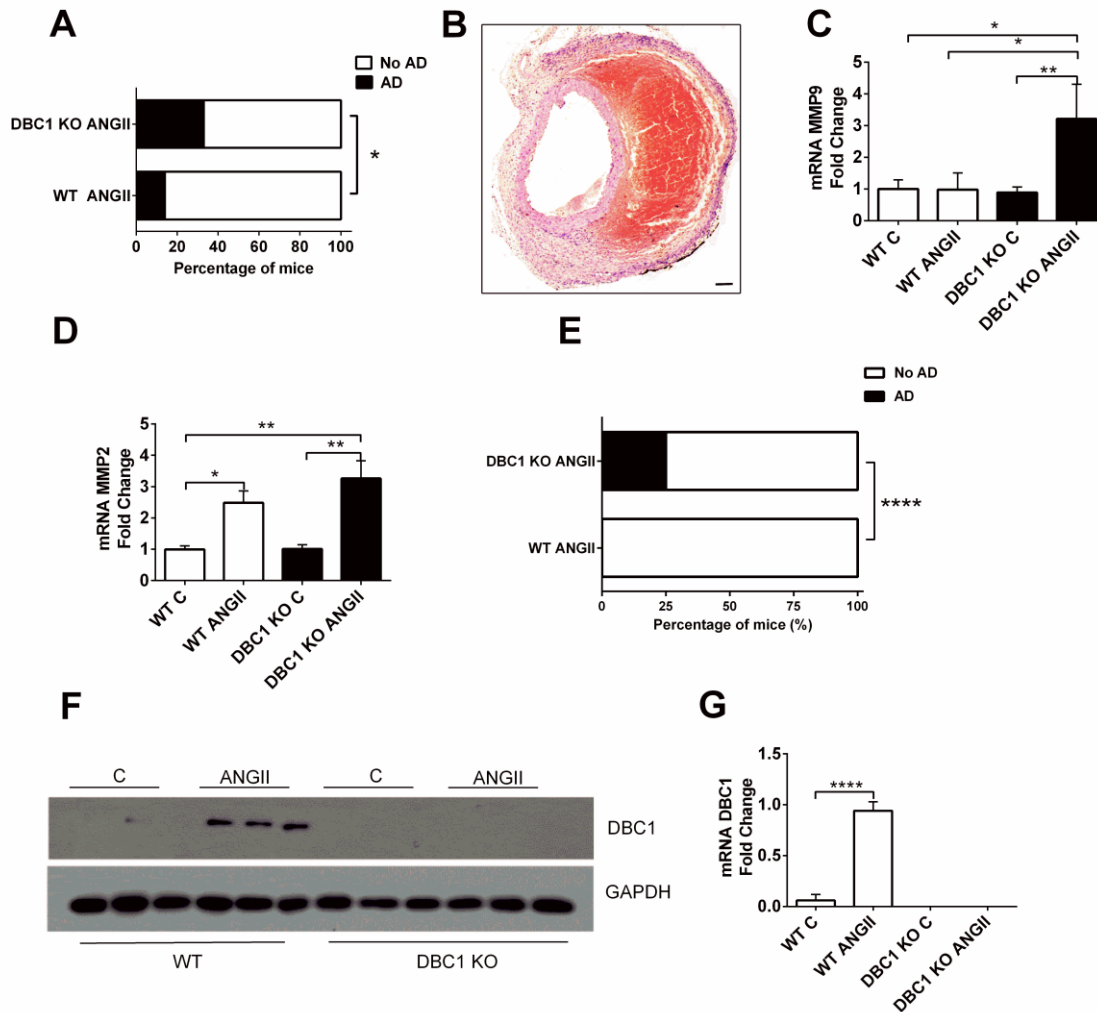 A
No AD
AD
DBC1 KO ANGII
WT ANGII
*
0 20 40 60 80 100
Percentage of mice
B
C
*
*
**
mRNA MMP9
Fold Change
5
4
3
2
1
0
WT C
WT ANGII
DBC1 KO C
DBC1 KO ANGII
D
**
**
*
mRNA MMP2
Fold Change
5
4
3
2
1
0
WT C
WT ANGII
DBC1 KO C
DBC1 KO ANGII
E
No AD
AD
DBC1 KO ANGII
WT ANGII
****
0 25 50 75 100
Percentage of mice (%)
F
C ANGII C ANGII
DBC1
GAPDH
WT DBC1 KO
G
****
mRNA DBC1
Fold Change
1.5
1.0
0.5
0.0
WT C
WT ANGII
DBC1 KO C
DBC1 KO ANGII